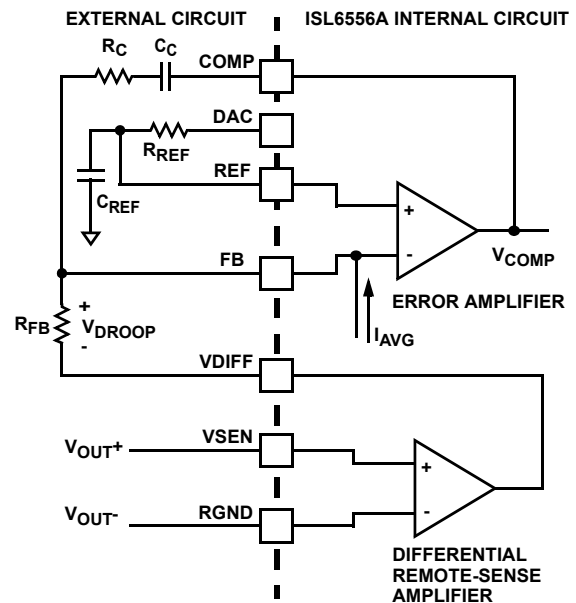 EXTERNAL CIRCUIT
ISL6556A INTERNAL CIRCUIT
RC
CC
COMP
DAC
RREF
REF
CREF
+
-
VCOMP
FB
ERROR AMPLIFIER
IAVG
RFB
+
VDROOP
-
VDIFF
VOUT+
VSEN
+
VOUT-
RGND
-
DIFFERENTIAL
REMOTE-SENSE
AMPLIFIER